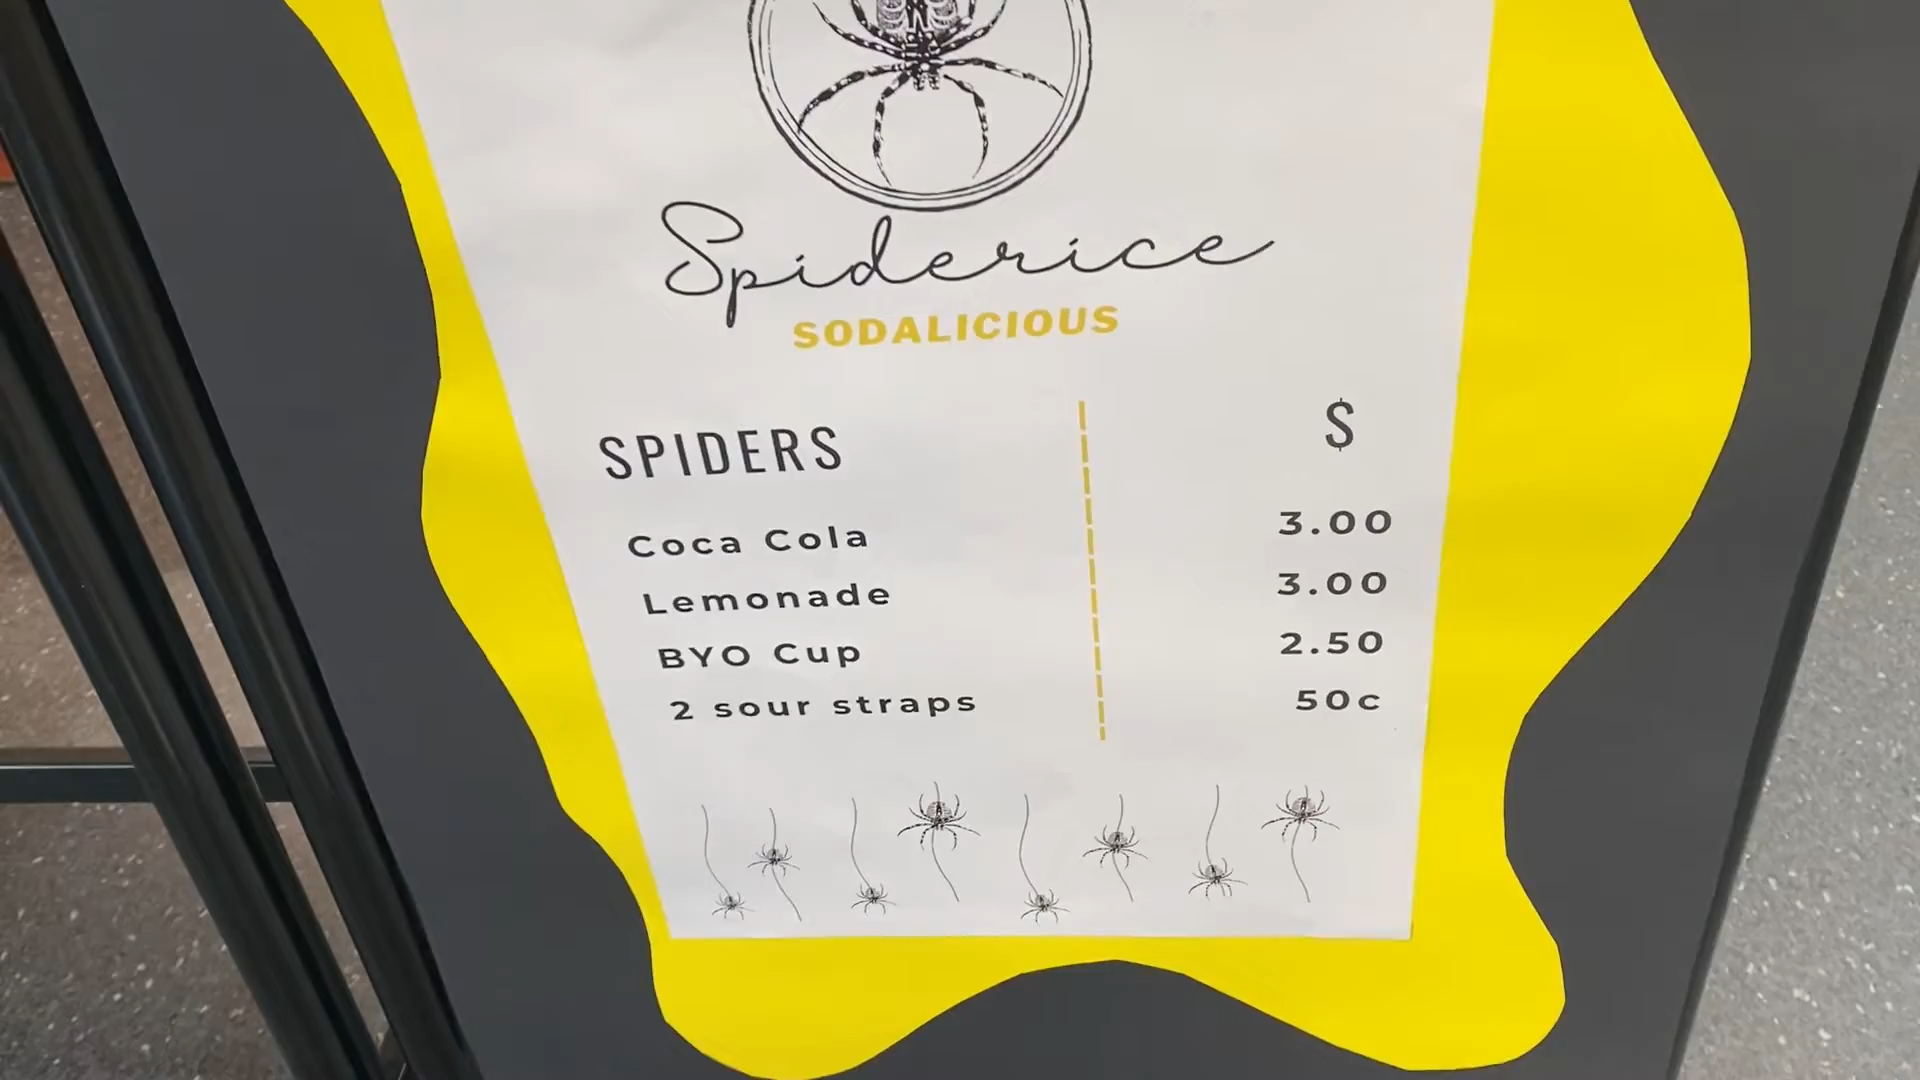 Spiderice
SODALICIOUS
SPIDERS $
Coca Cola 3.00
Lemonade 3.00
BYO Cup 2.50
2 sour straps 50c